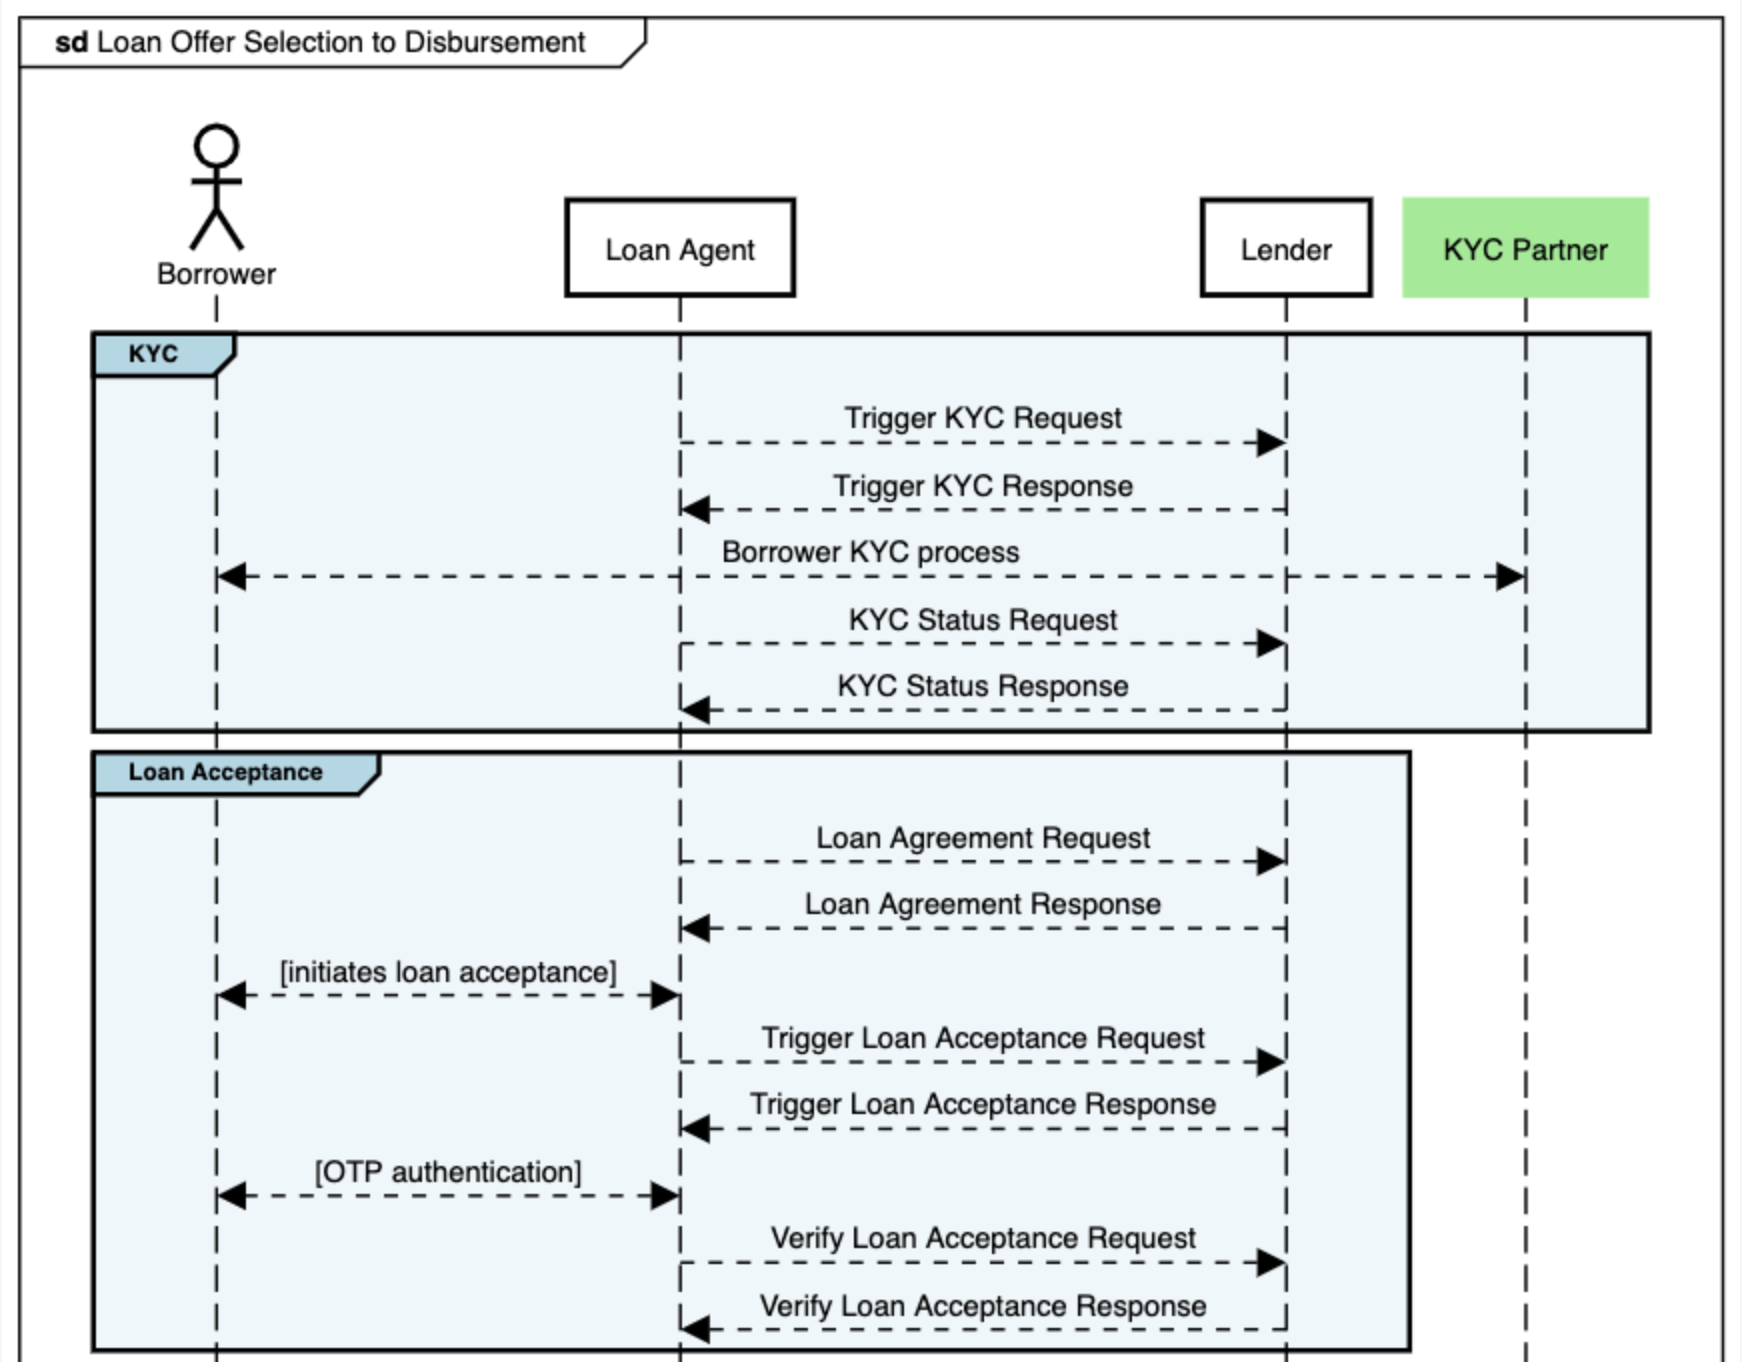 sd Loan Offer Selection to Disbursement
Borrower
Loan Agent
Lender
KYC Partner
KYC
Trigger KYC Request
Trigger KYC Response
Borrower KYC process
KYC Status Request
KYC Status Response
Loan Acceptance
Loan Agreement Request
Loan Agreement Response
[initiates loan acceptance]
Trigger Loan Acceptance Request
Trigger Loan Acceptance Response
[OTP authentication]
Verify Loan Acceptance Request
Verify Loan Acceptance Response